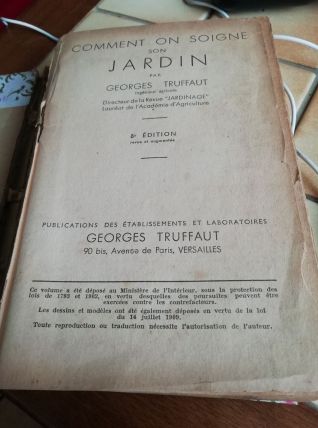 COMMENT ON SOIGNE
SON
JARDIN
PAR
GEORGES TRUFFAUT
Ingénieur agricole
Directeur de la Revue "JARDINAGE"
Lauréat de l'Académie d'Agriculture
8e ÉDITION
revue et augmentée
PUBLICATIONS DES ÉTABLISSEMENTS ET LABORATOIRES
GEORGES TRUFFAUT
90 bis, Avenue de Paris, VERSAILLES
Ce volume a été déposé au Ministère de l'Intérieur, sous la protection des
lois de 1793 et 1902, en vertu desquelles des poursuites peuvent être
exercées contre les contrefacteurs.
Les dessins et modèles ont été également déposés en vertu de la loi
du 14 juillet 1909.
Toute reproduction ou traduction nécessite l'autorisation de l'auteur.